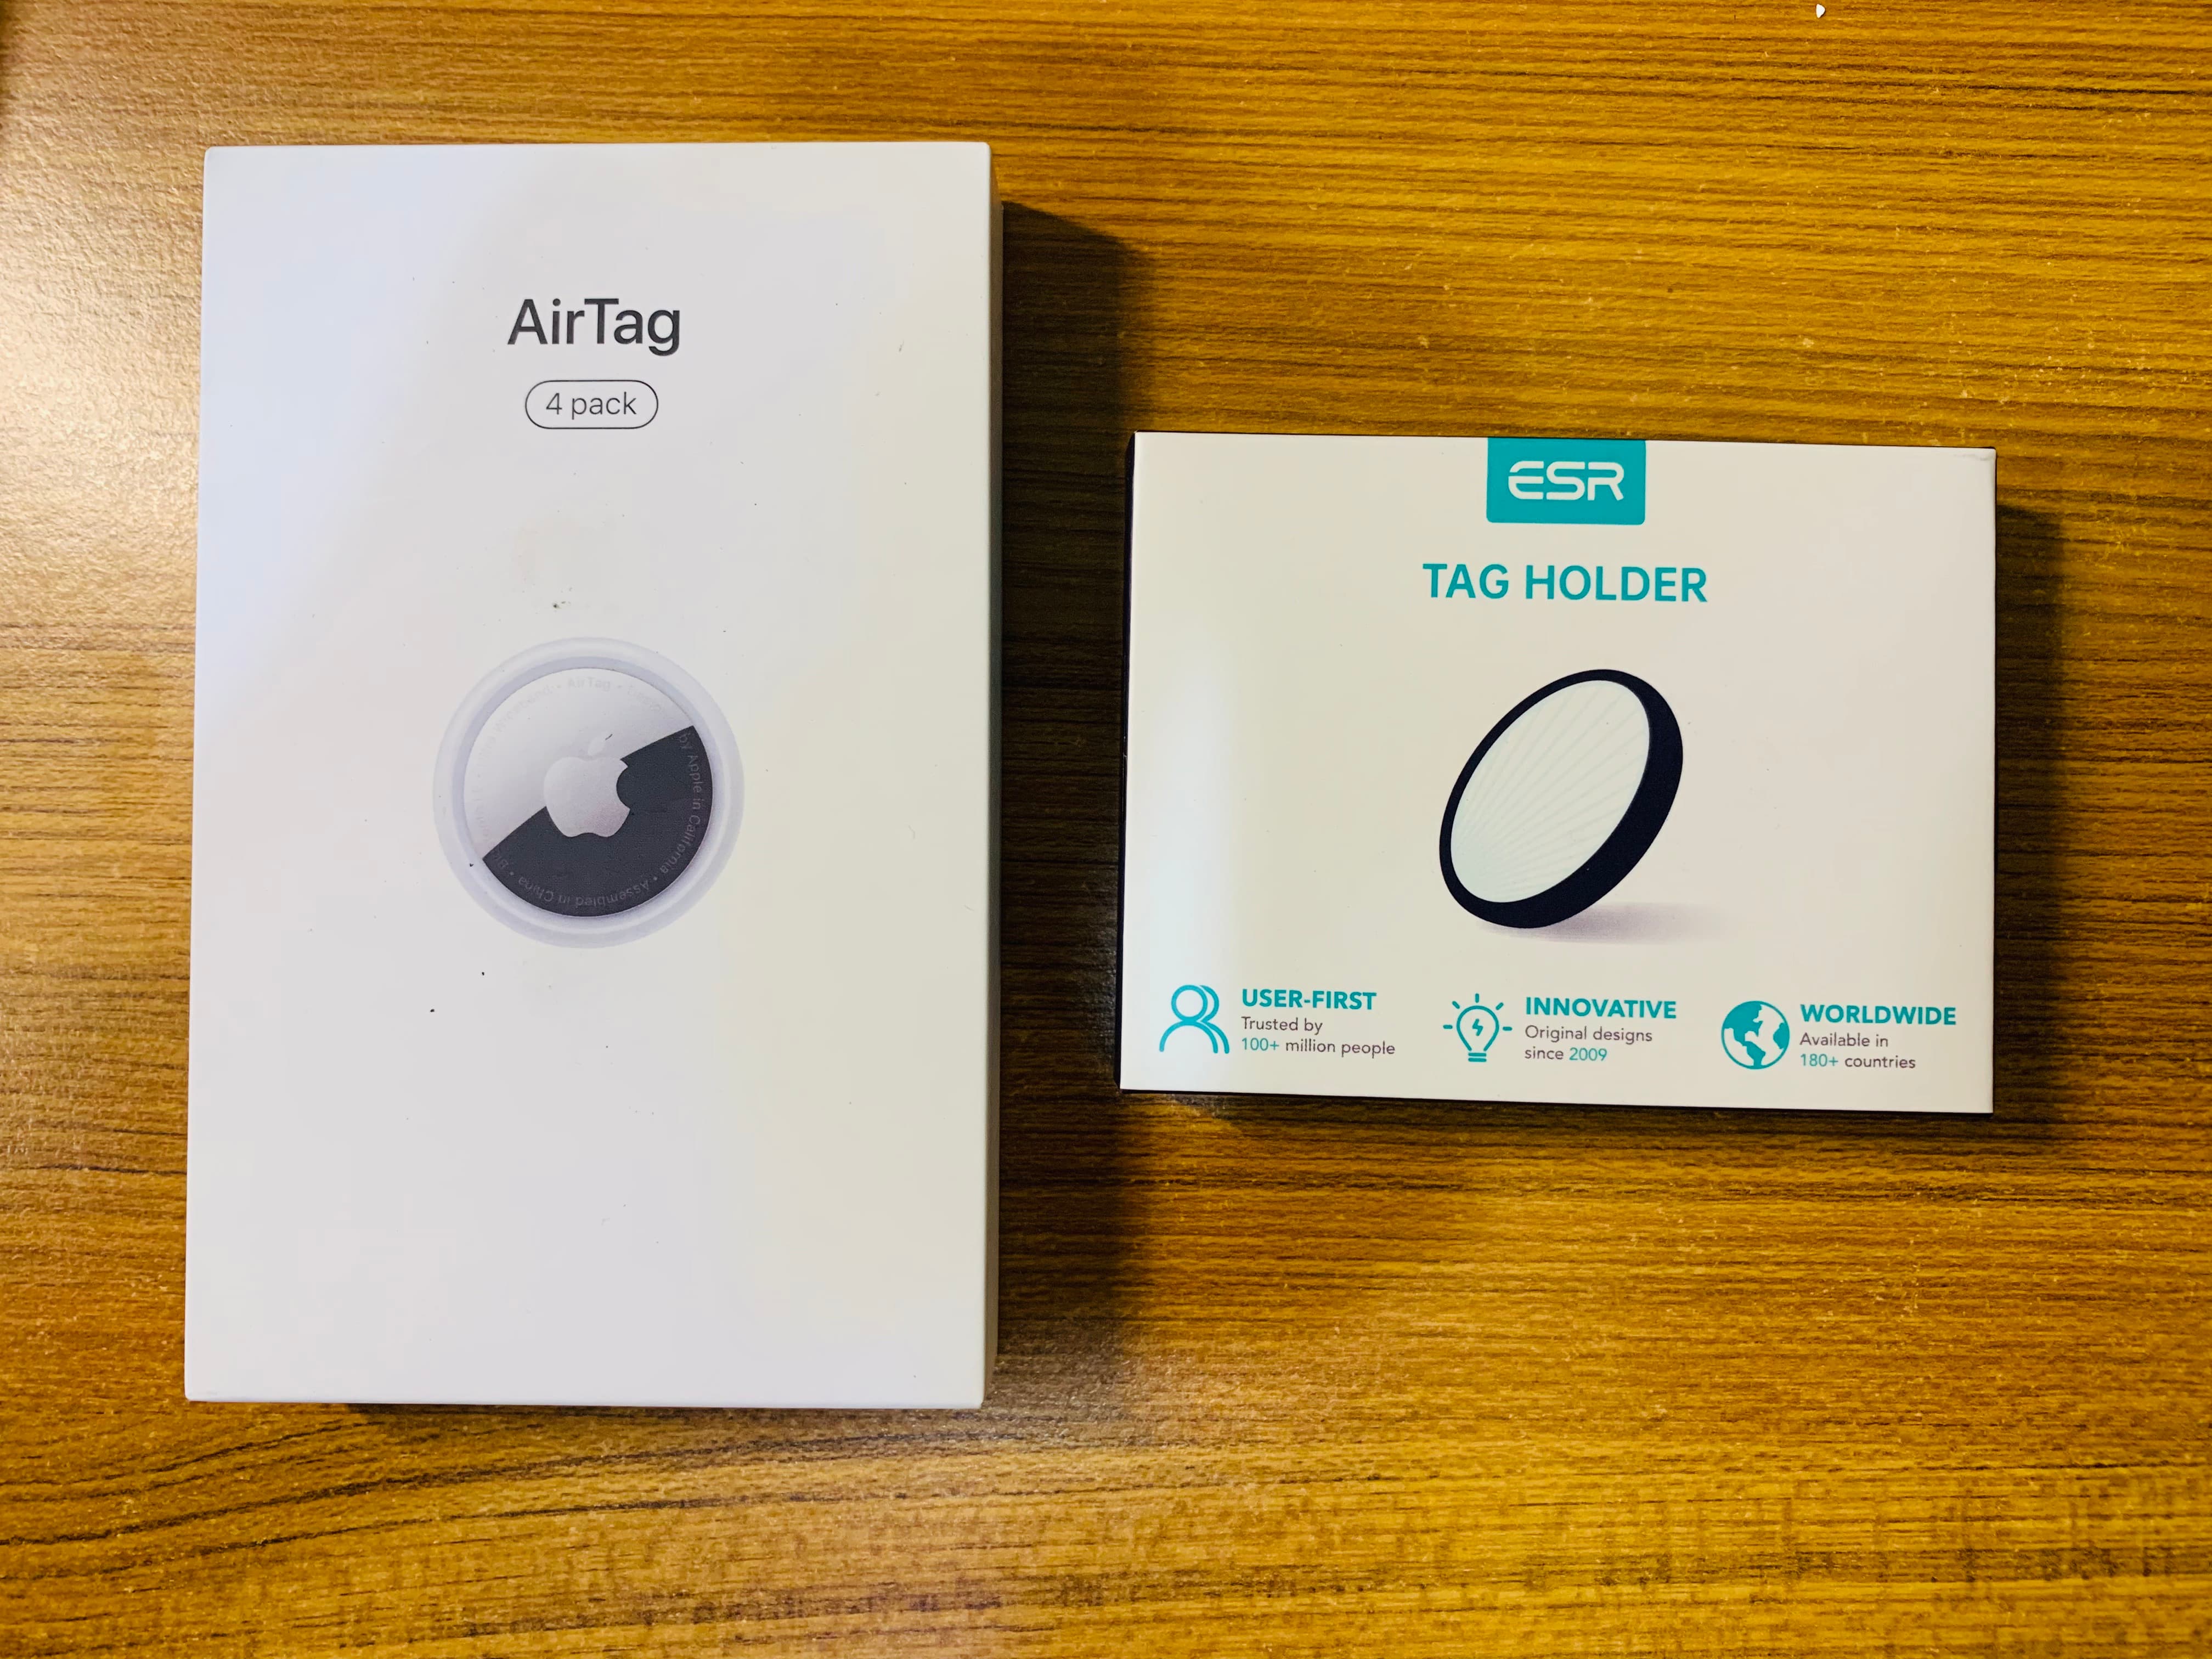 AirTag
4 pack
AirTag
by Apple in California • Assembled in China •
ESR
TAG HOLDER
USER-FIRST
Trusted by
100+ million people
INNOVATIVE
Original designs
since 2009
WORLDWIDE
Available in
180+ countries